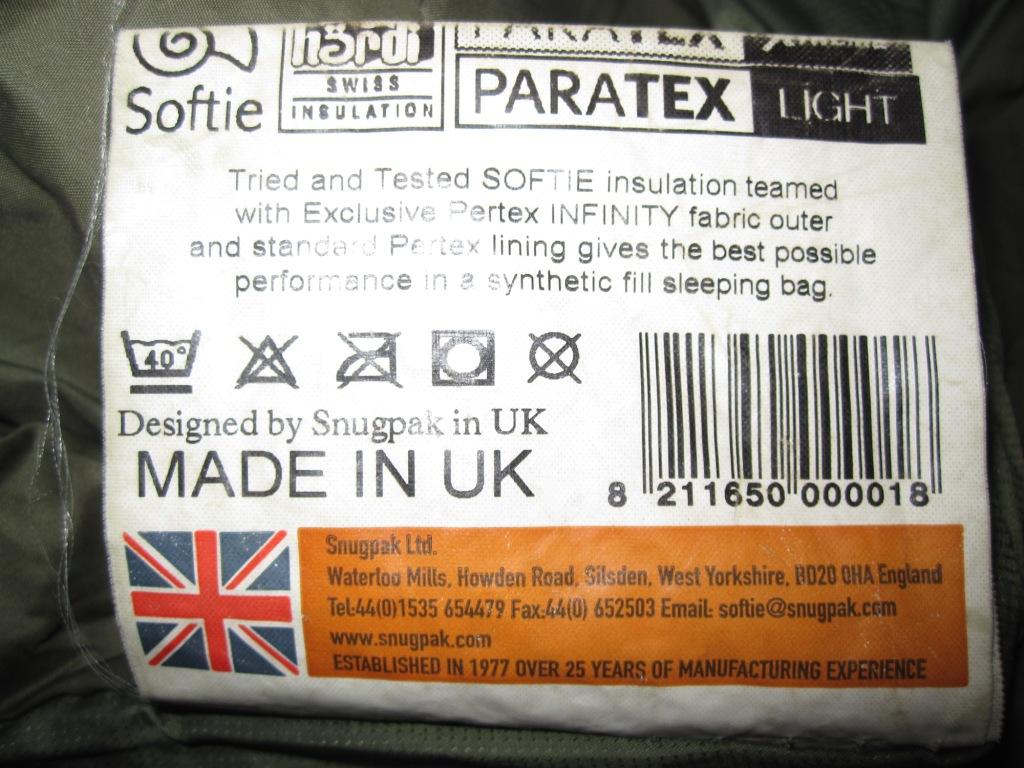 Softie
hördi
SWISS
INSULATION
PARATEX
PARATEX LIGHT
Tried and Tested SOFTIE insulation teamed
with Exclusive Pertex INFINITY fabric outer
and standard Pertex lining gives the best possible
performance in a synthetic fill sleeping bag.
40°
Designed by Snugpak in UK
MADE IN UK
8 211650 000018
Snugpak Ltd.
Waterloo Mills, Howden Road, Silsden, West Yorkshire, BD20 0HA England
Tel:44(0)1535 654479 Fax:44(0) 652503 Email: softie@snugpak.com
www.snugpak.com
ESTABLISHED IN 1977 OVER 25 YEARS OF MANUFACTURING EXPERIENCE